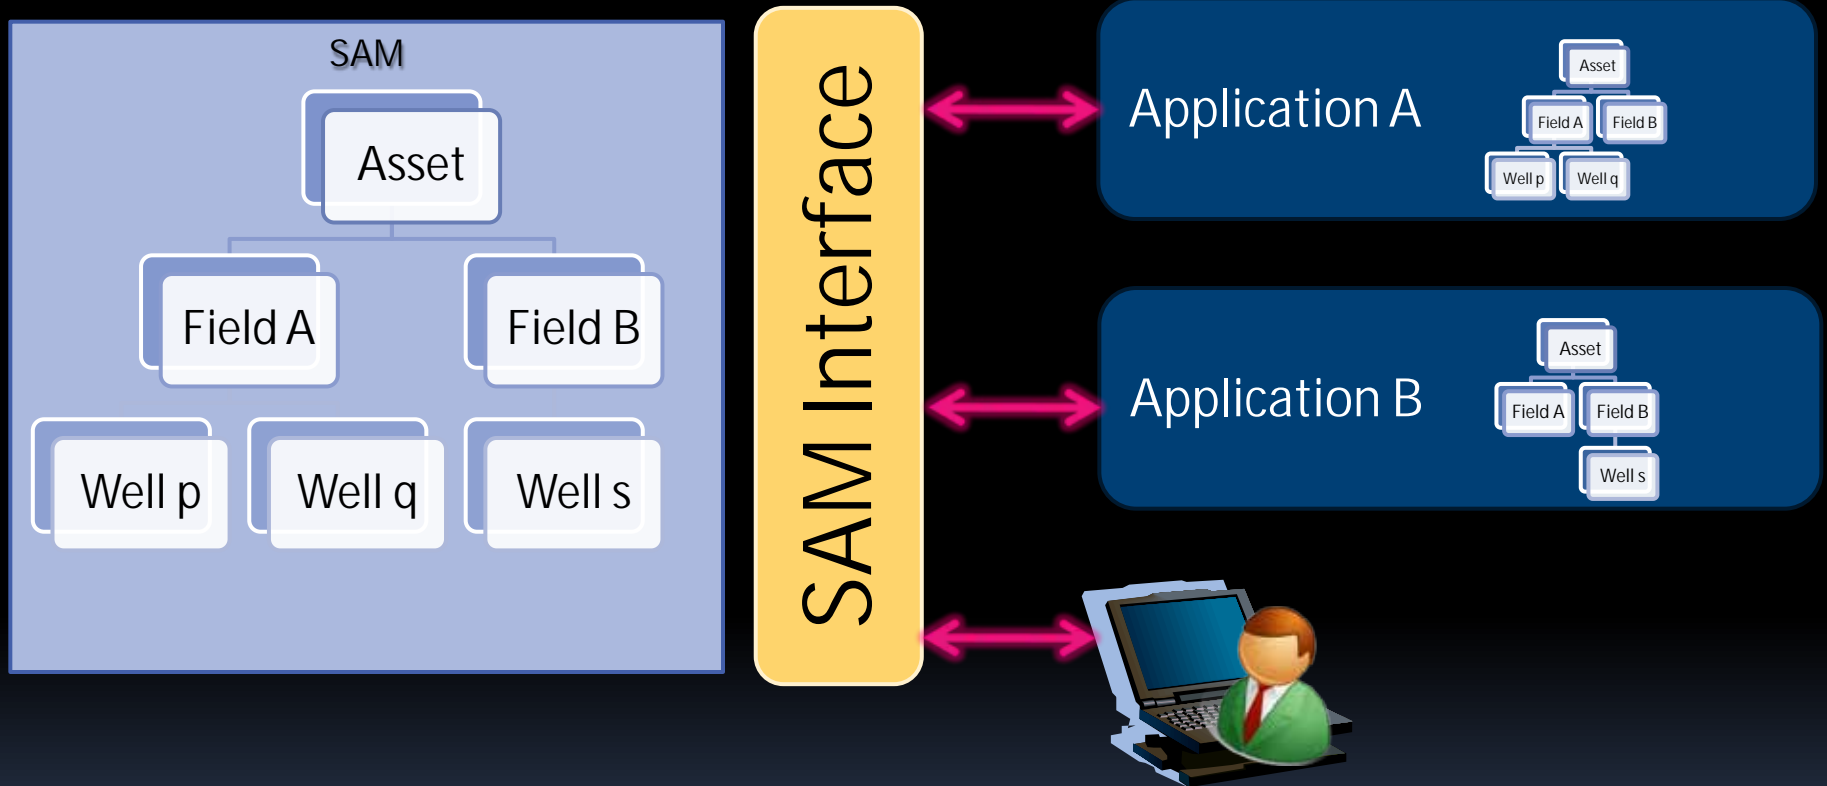 SAM
Asset
Field A
Field B
Well p
Well q
Well s
SAM Interface
Application A
Asset
Field A
Field B
Well p
Well q
Application B
Asset
Field A
Field B
Well s